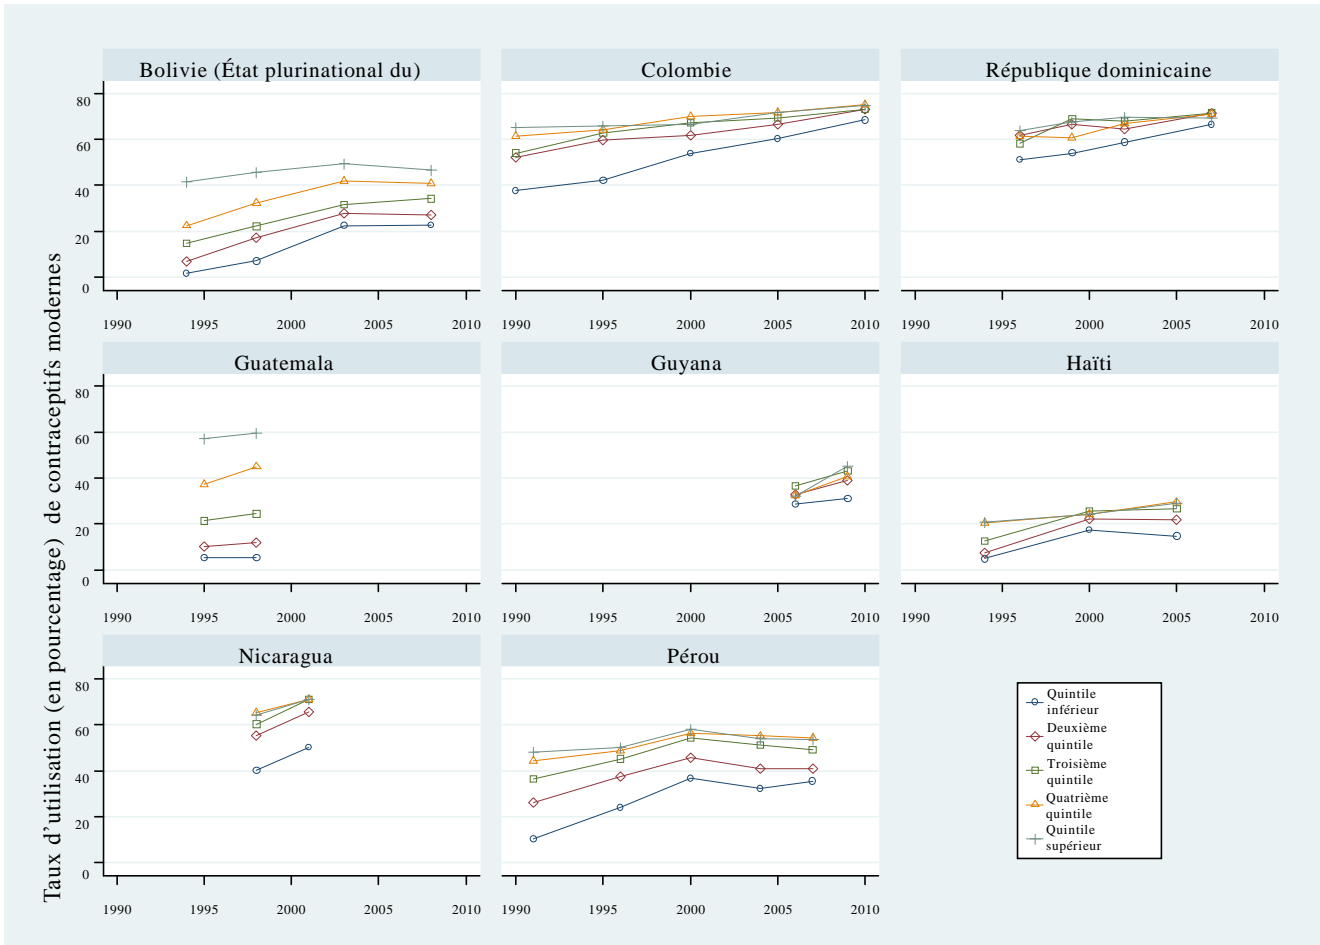 Taux d'utilisation (en pourcentage) de contraceptifs modernes
Bolivie (État plurinational du)
Colombie
République dominicaine
80
60
40
20
0
1990 1995 2000 2005 2010
1990 1995 2000 2005 2010
1990 1995 2000 2005 2010
Guatemala
Guyana
Haïti
80
60
40
20
0
1990 1995 2000 2005 2010
1990 1995 2000 2005 2010
1990 1995 2000 2005 2010
Nicaragua
Pérou
80
60
40
20
0
1990 1995 2000 2005 2010
1990 1995 2000 2005 2010
Quintile
inférieur
Deuxième
quintile
Troisième
quintile
Quatrième
quintile
Quintile
supérieur